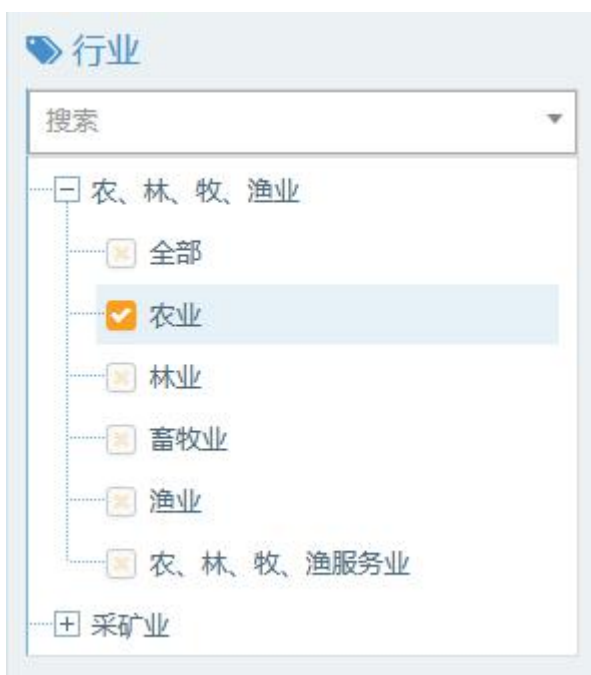 行业
搜索
农、林、牧、渔业
全部
农业
林业
畜牧业
渔业
农、林、牧、渔服务业
采矿业